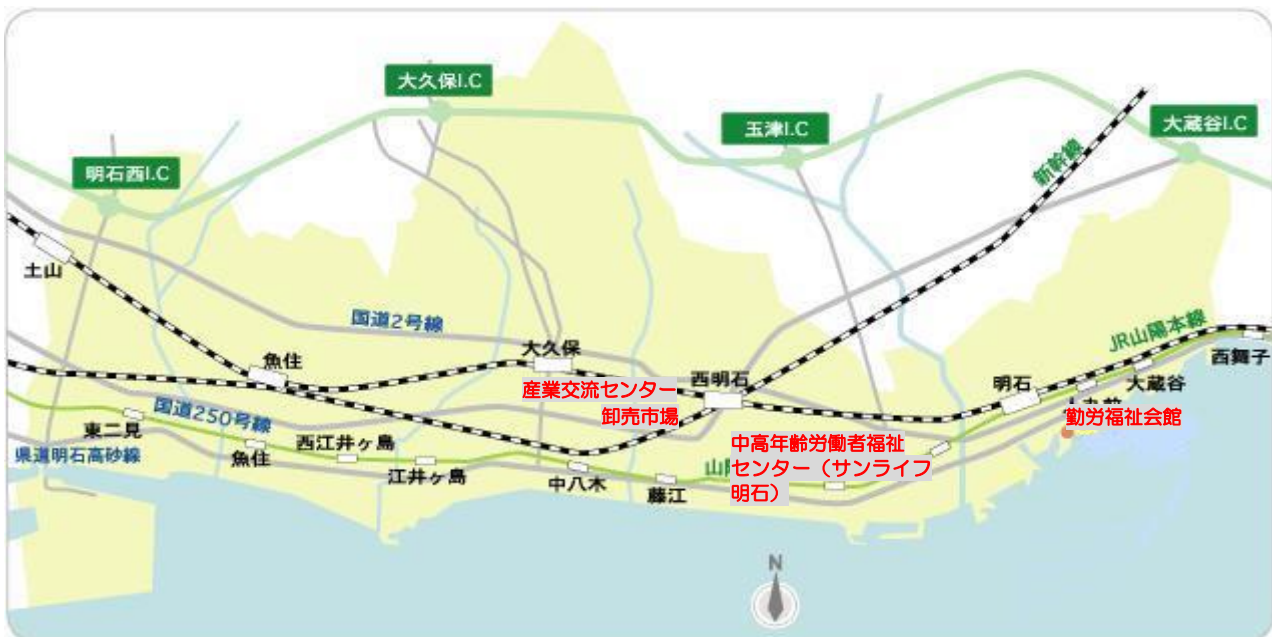 大久保I.C
玉津I.C
大蔵谷I.C
明石西I.C
新幹線
土山
国道2号線
JR山陽本線
魚住
大久保
西舞子
産業交流センター
西明石
明石
大蔵谷
卸売市場
国道250号線
勤労福祉会館
東二見
西江井ヶ島
中高年齢労働者福祉
センター（サンライフ
明石）
県道明石高砂線
魚住
江井ヶ島
中八木
藤江
山
N